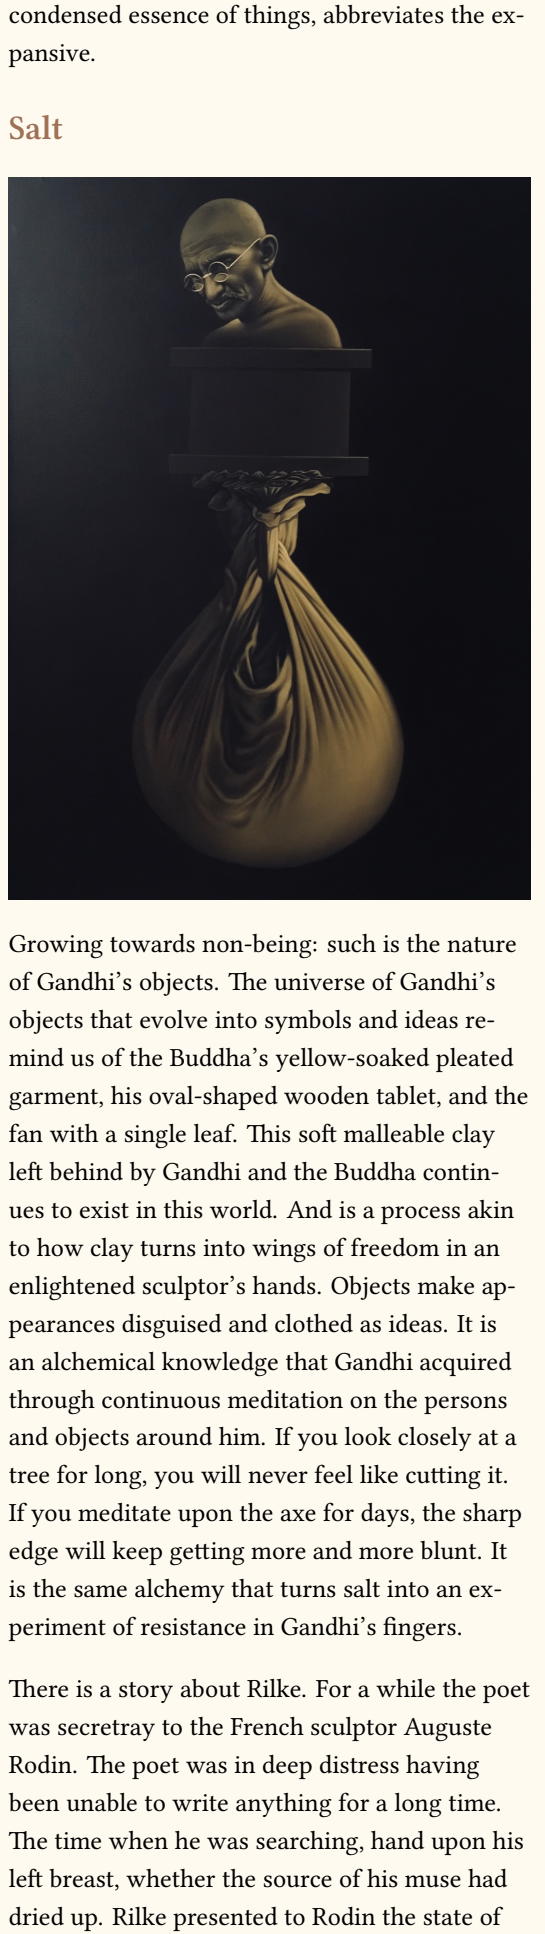 condensed essence of things, abbreviates the ex-
pansive.
Salt
Growing towards non-being: such is the nature
of Gandhi’s objects. The universe of Gandhi’s
objects that evolve into symbols and ideas re-
mind us of the Buddha’s yellow-soaked pleated
garment, his oval-shaped wooden tablet, and the
fan with a single leaf. This soft malleable clay
left behind by Gandhi and the Buddha contin-
ues to exist in this world. And is a process akin
to how clay turns into wings of freedom in an
enlightened sculptor’s hands. Objects make ap-
pearances disguised and clothed as ideas. It is
an alchemical knowledge that Gandhi acquired
through continuous meditation on the persons
and objects around him. If you look closely at a
tree for long, you will never feel like cutting it.
If you meditate upon the axe for days, the sharp
edge will keep getting more and more blunt. It
is the same alchemy that turns salt into an ex-
periment of resistance in Gandhi’s fingers.
There is a story about Rilke. For a while the poet
was secretray to the French sculptor Auguste
Rodin. The poet was in deep distress having
been unable to write anything for a long time.
The time when he was searching, hand upon his
left breast, whether the source of his muse had
dried up. Rilke presented to Rodin the state of